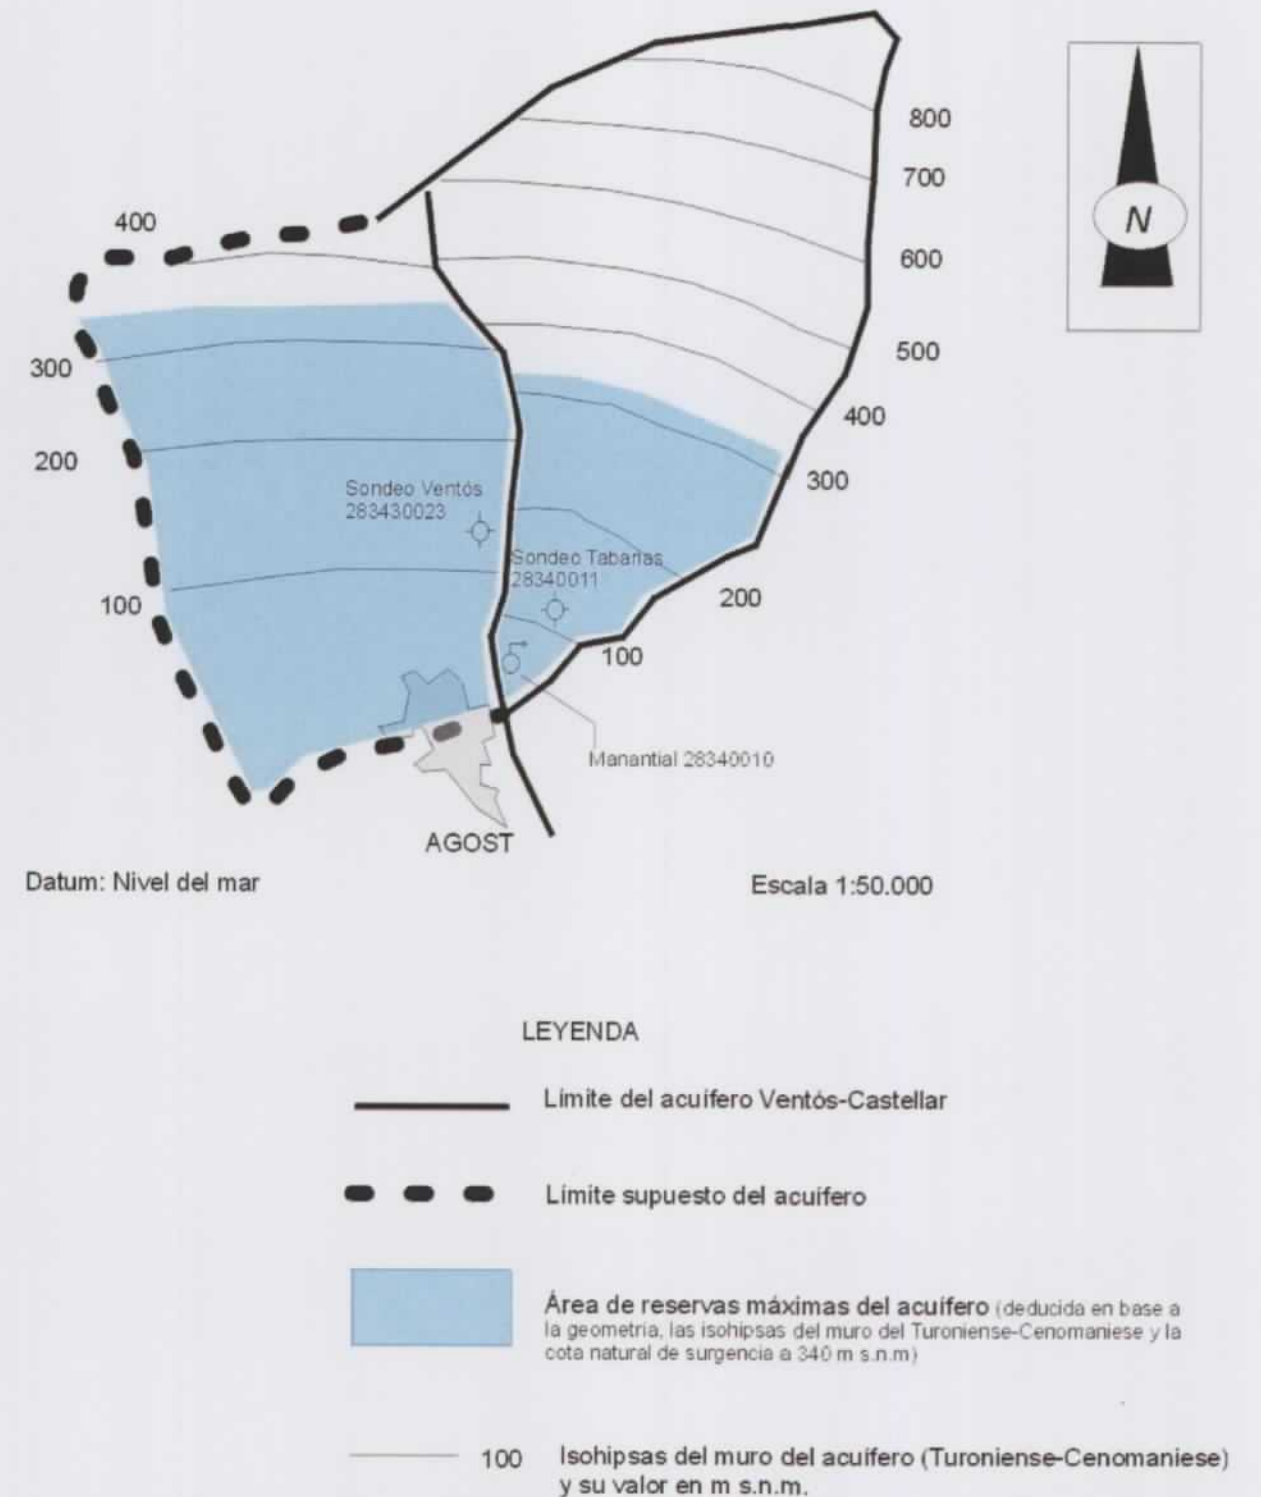 800
700
N
400
600
500
300
400
200
300
Sondeo Ventós
283430023
Sondeo Tabarlas
28340011
100
200
100
Manantial 28340010
AGOST
Datum: Nivel del mar
Escala 1:50.000
LEYENDA
Límite del acuífero Ventós-Castellar
Límite supuesto del acuífero
Área de reservas máximas del acuífero (deducida en base a
la geometria, las isohipsas del muro del Turoniense-Cenomaniese y la
cota natural de surgencia a 340 m s.n.m)
100 Isohipsas del muro del acuífero (Turoniense-Cenomaniese)
y su valor en m s.n.m.